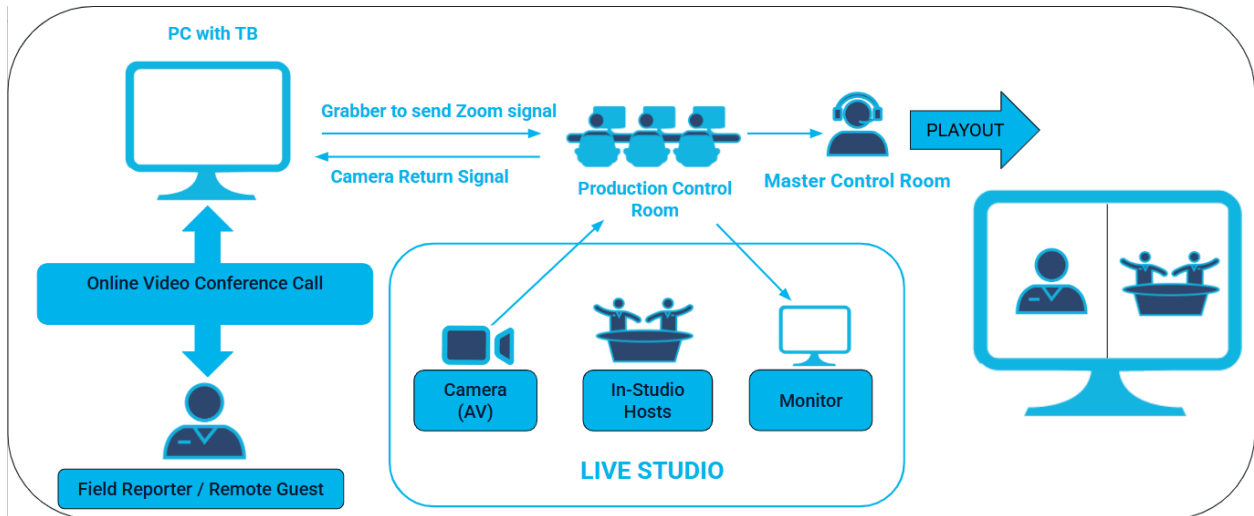 PC with TB
Grabber to send Zoom signal
Camera Return Signal
Production Control
Room
Master Control Room
PLAYOUT
Online Video Conference Call
Camera
(AV)
In-Studio
Hosts
Monitor
LIVE STUDIO
Field Reporter / Remote Guest